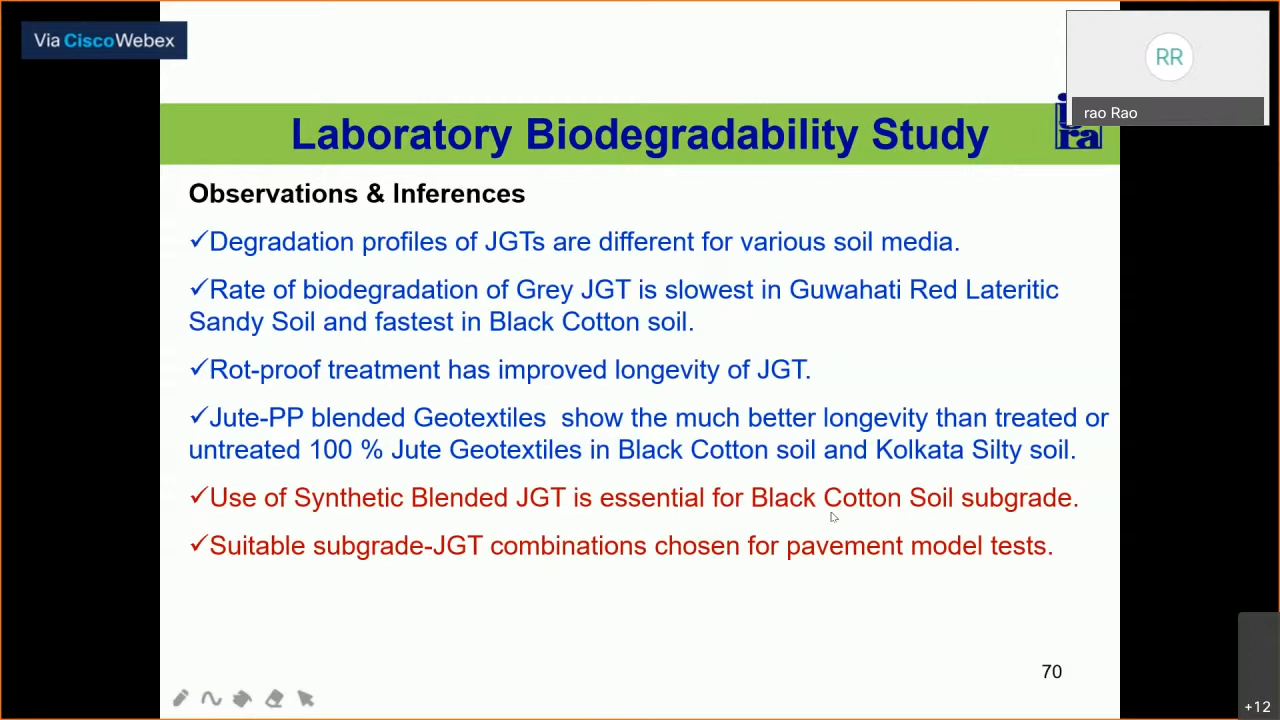 Via CiscoWebex
RR
rao Rao
Laboratory Biodegradability Study
ra
Observations & Inferences
✓Degradation profiles of JGTs are different for various soil media.
✓Rate of biodegradation of Grey JGT is slowest in Guwahati Red Lateritic
Sandy Soil and fastest in Black Cotton soil.
✓Rot-proof treatment has improved longevity of JGT.
✓Jute-PP blended Geotextiles  show the much better longevity than treated or
untreated 100 % Jute Geotextiles in Black Cotton soil and Kolkata Silty soil.
✓Use of Synthetic Blended JGT is essential for Black Cotton Soil subgrade.
✓Suitable subgrade-JGT combinations chosen for pavement model tests.
70
+12